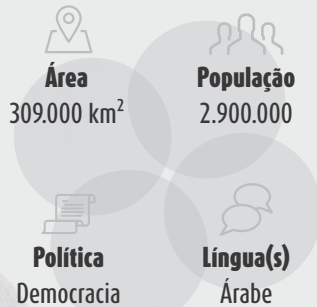 Área
309.000 km²
População
2.900.000
Política
Democracia
Língua(s)
Árabe